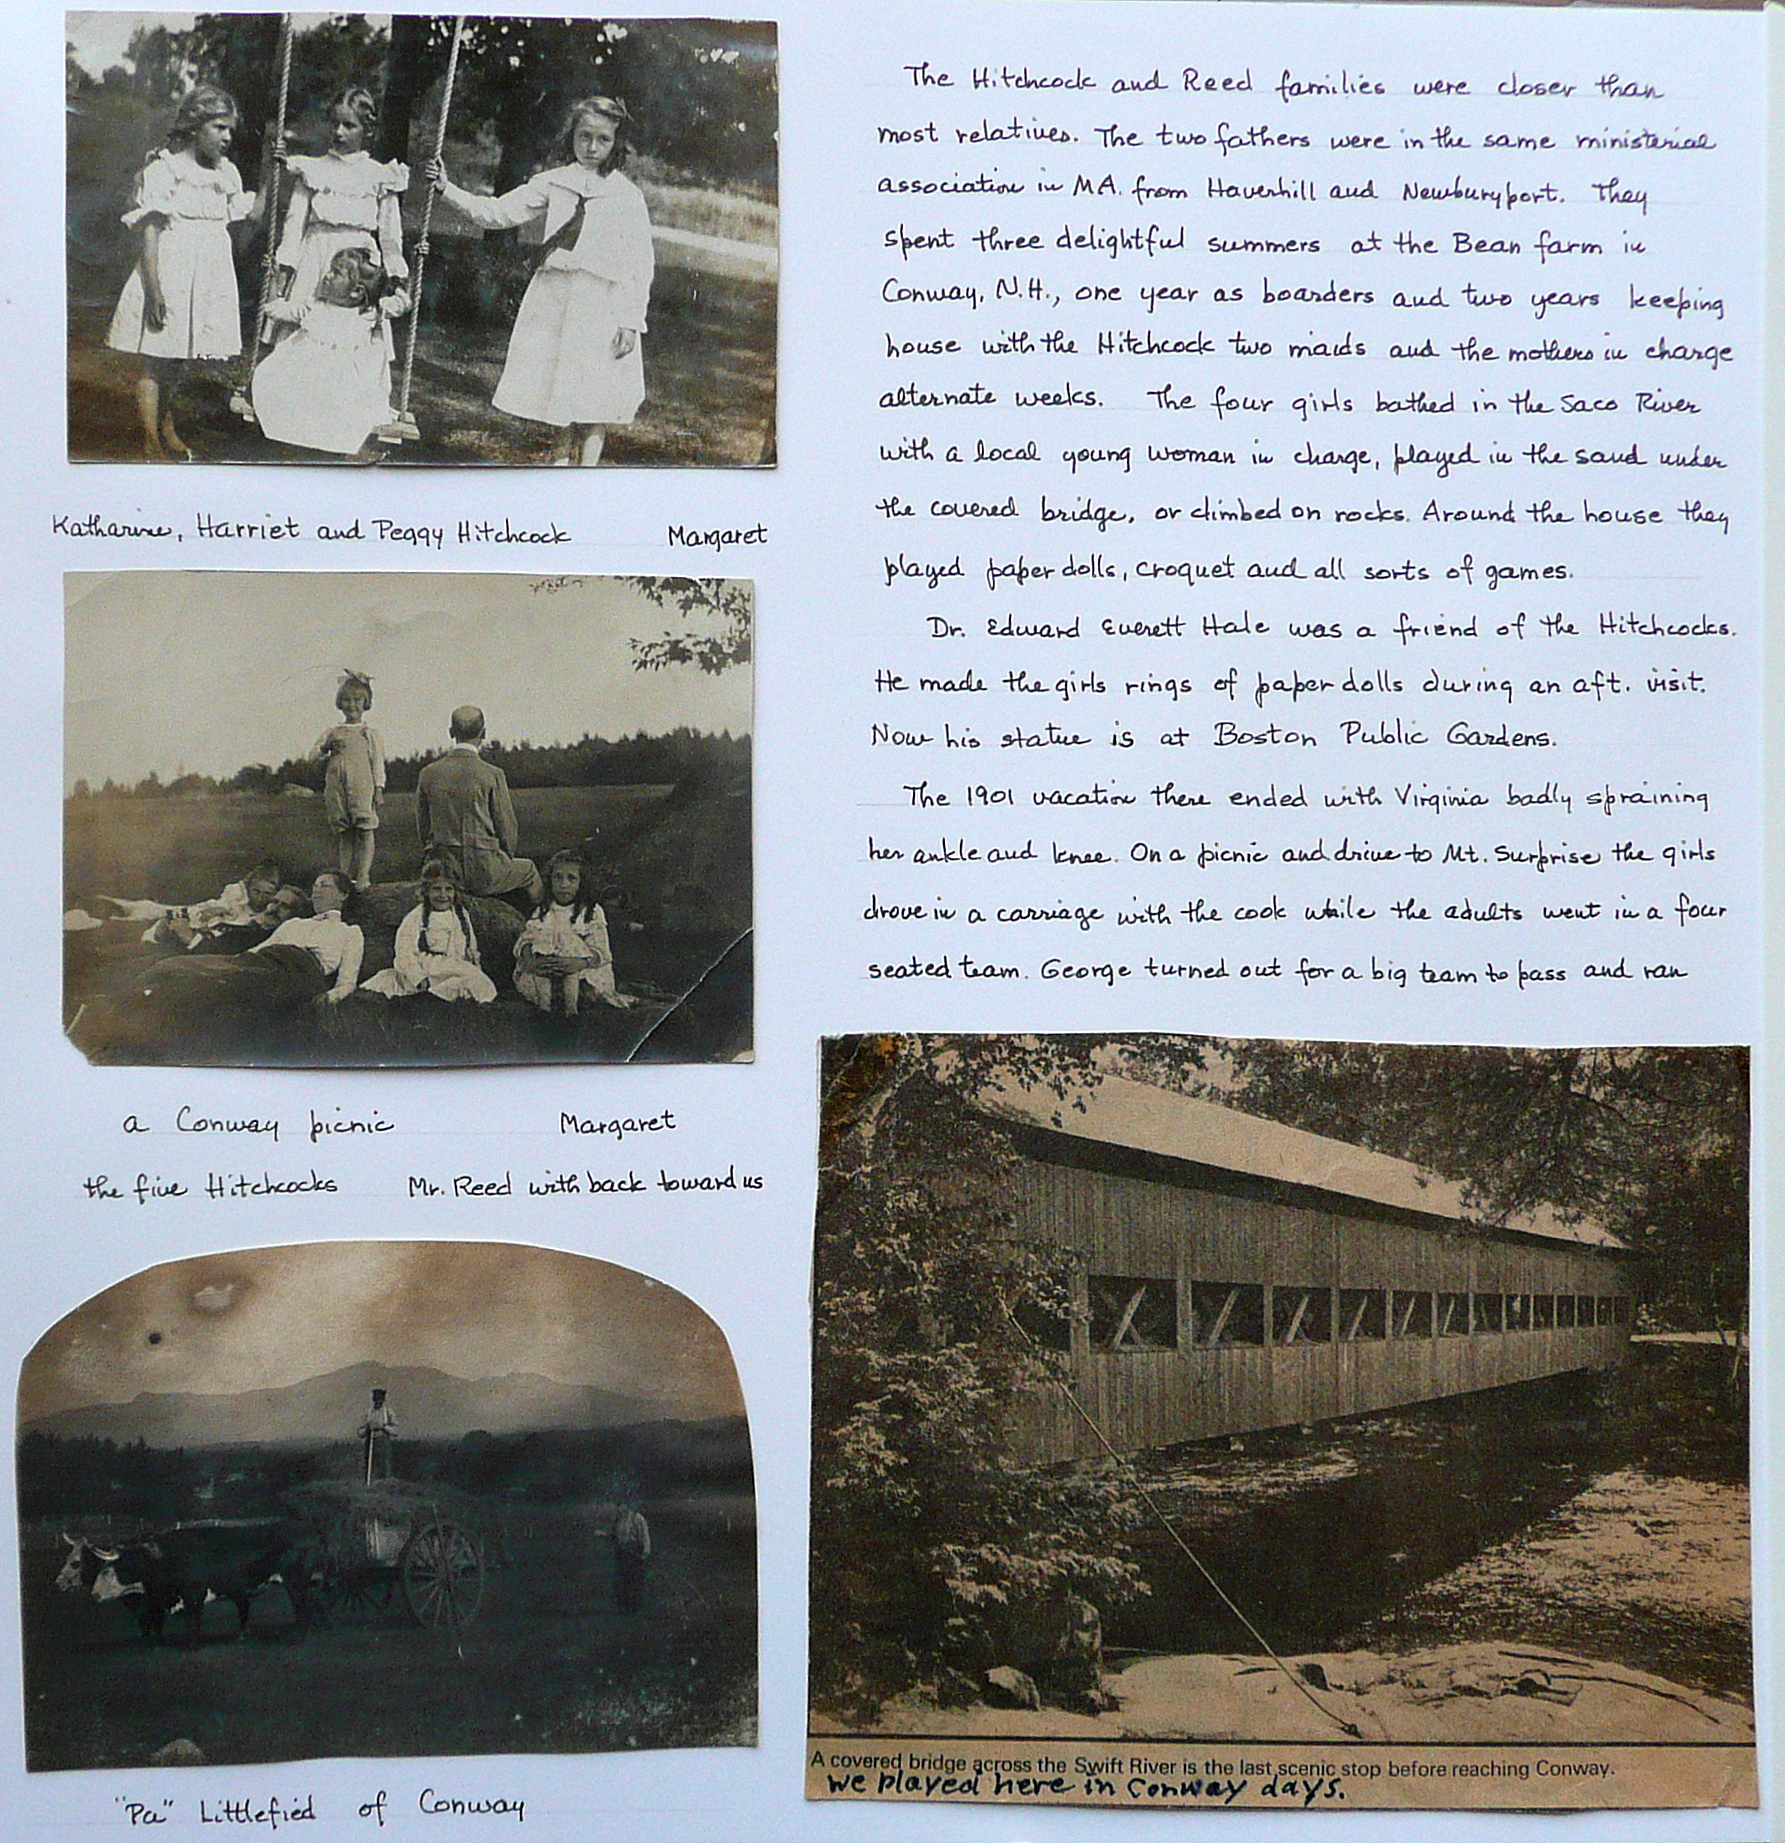 Katharine, Harriet and Peggy Hitchcock Margaret
a Conway picnic Margaret
the five Hitchcocks Mr. Reed with back toward us
"Pa" Littlefied of Conway
The Hitchcock and Reed families were closer than
most relatives. The two fathers were in the same ministerial
association in MA. from Haverhill and Newburyport. They
spent three delightful summers at the Bean farm in
Conway, N.H., one year as boarders and two years keeping
house with the Hitchcock two maids and the mothers in charge
alternate weeks. The four girls bathed in the Saco River
with a local young woman in charge, played in the sand under
the covered bridge, or climbed on rocks. Around the house they
played paper dolls, croquet and all sorts of games.
Dr. Edward Everett Hale was a friend of the Hitchcocks.
He made the girls rings of paper dolls during an aft. visit.
Now his statue is at Boston Public Gardens.
The 1901 vacation there ended with Virginia badly spraining
her ankle and knee. On a picnic and drive to Mt. Surprise the girls
drove in a carriage with the cook while the adults went in a four
seated team. George turned out for a big team to pass and ran
A covered bridge across the Swift River is the last scenic stop before reaching Conway.
we played here in Conway days.